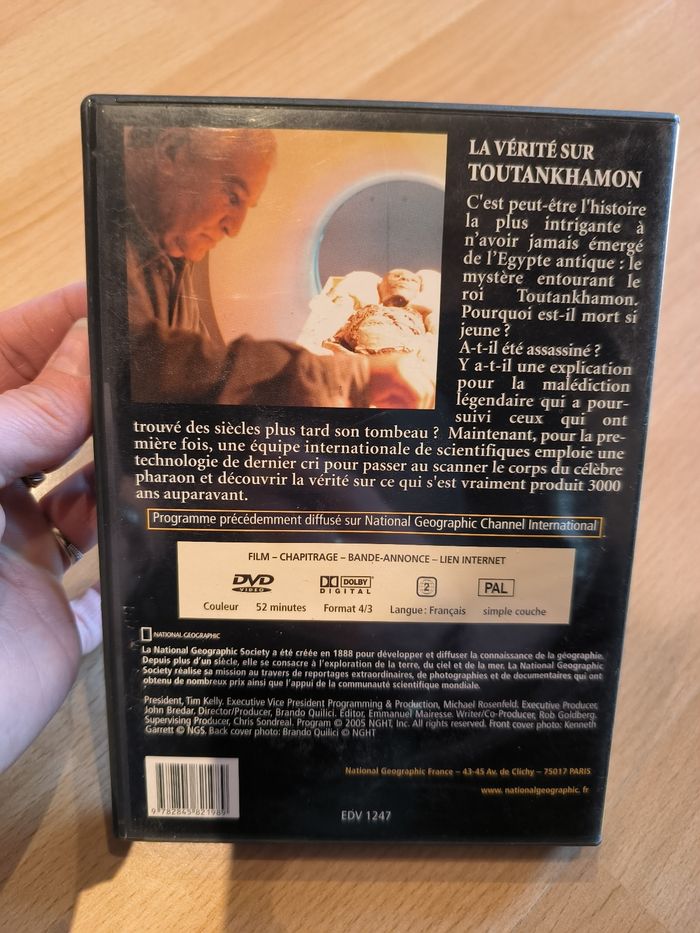 LA VÉRITÉ SUR
TOUTANKHAMON
C'est peut-être l'histoire
la plus intrigante à
n'avoir jamais émergé
de l'Egypte antique : le
mystère entourant le
roi Toutankhamon.
Pourquoi est-il mort si
jeune ?
A-t-il été assassiné ?
Y a-t-il une explication
pour la malédiction
légendaire qui a pour-
suivi ceux qui ont
trouvé des siècles plus tard son tombeau ? Maintenant, pour la pre-
mière fois, une équipe internationale de scientifiques emploie une
technologie de dernier cri pour passer au scanner le corps du célèbre
pharaon et découvrir la vérité sur ce qui s'est vraiment produit 3000
ans auparavant.
Programme précédemment diffusé sur National Geographic Channel International
FILM – CHAPITRAGE – BANDE-ANNONCE – LIEN INTERNET
DVD VIDEO DOLBY DIGITAL 2 PAL
Couleur 52 minutes Format 4/3 Langue : Français simple couche
NATIONAL GEOGRAPHIC
La National Geographic Society a été créée en 1888 pour développer et diffuser la connaissance de la géographie.
Depuis plus d'un siècle, elle se consacre à l'exploration de la terre, du ciel et de la mer. La National Geographic
Society réalise sa mission au travers de reportages extraordinaires, de photographies et de documentaires qui ont
obtenu de nombreux prix ainsi que l'appui de la communauté scientifique mondiale.
President, Tim Kelly. Executive Vice President Programming & Production, Michael Rosenfeld. Executive Producer,
John Bredar. Director/Producer, Brando Quilici. Editor, Emmanuel Mairesse. Writer/Co-Producer, Rob Goldberg.
Supervising Producer, Chris Sondreal. Program © 2005 NGHT, Inc. All rights reserved. Front cover photo: Kenneth
Garrett © NGS. Back cover photo: Brando Quilici © NGHT
National Geographic France – 43-45 Av. de Clichy – 75017 PARIS
www.nationalgeographic.fr
9 782845 821989
EDV 1247